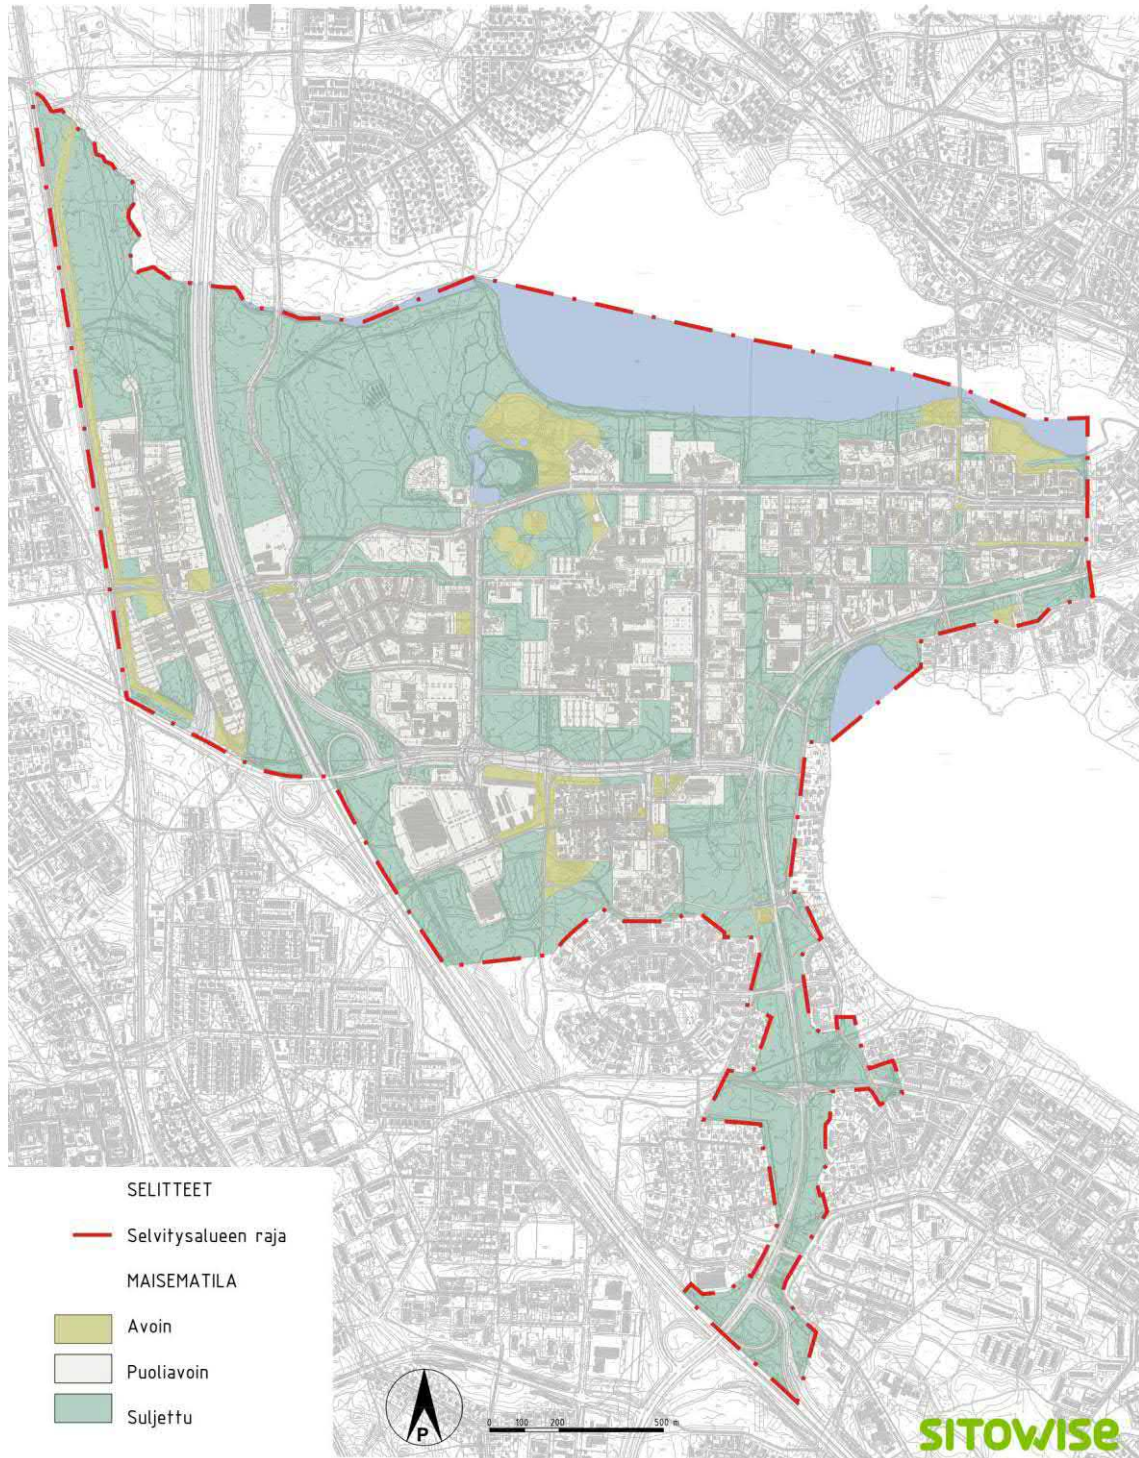 SELITTEET
Selvitysalueen raja
MAISEMATILA
Avoin
Puoliavoin
Suljettu
P
0 100 200 500 m
SITOWISE